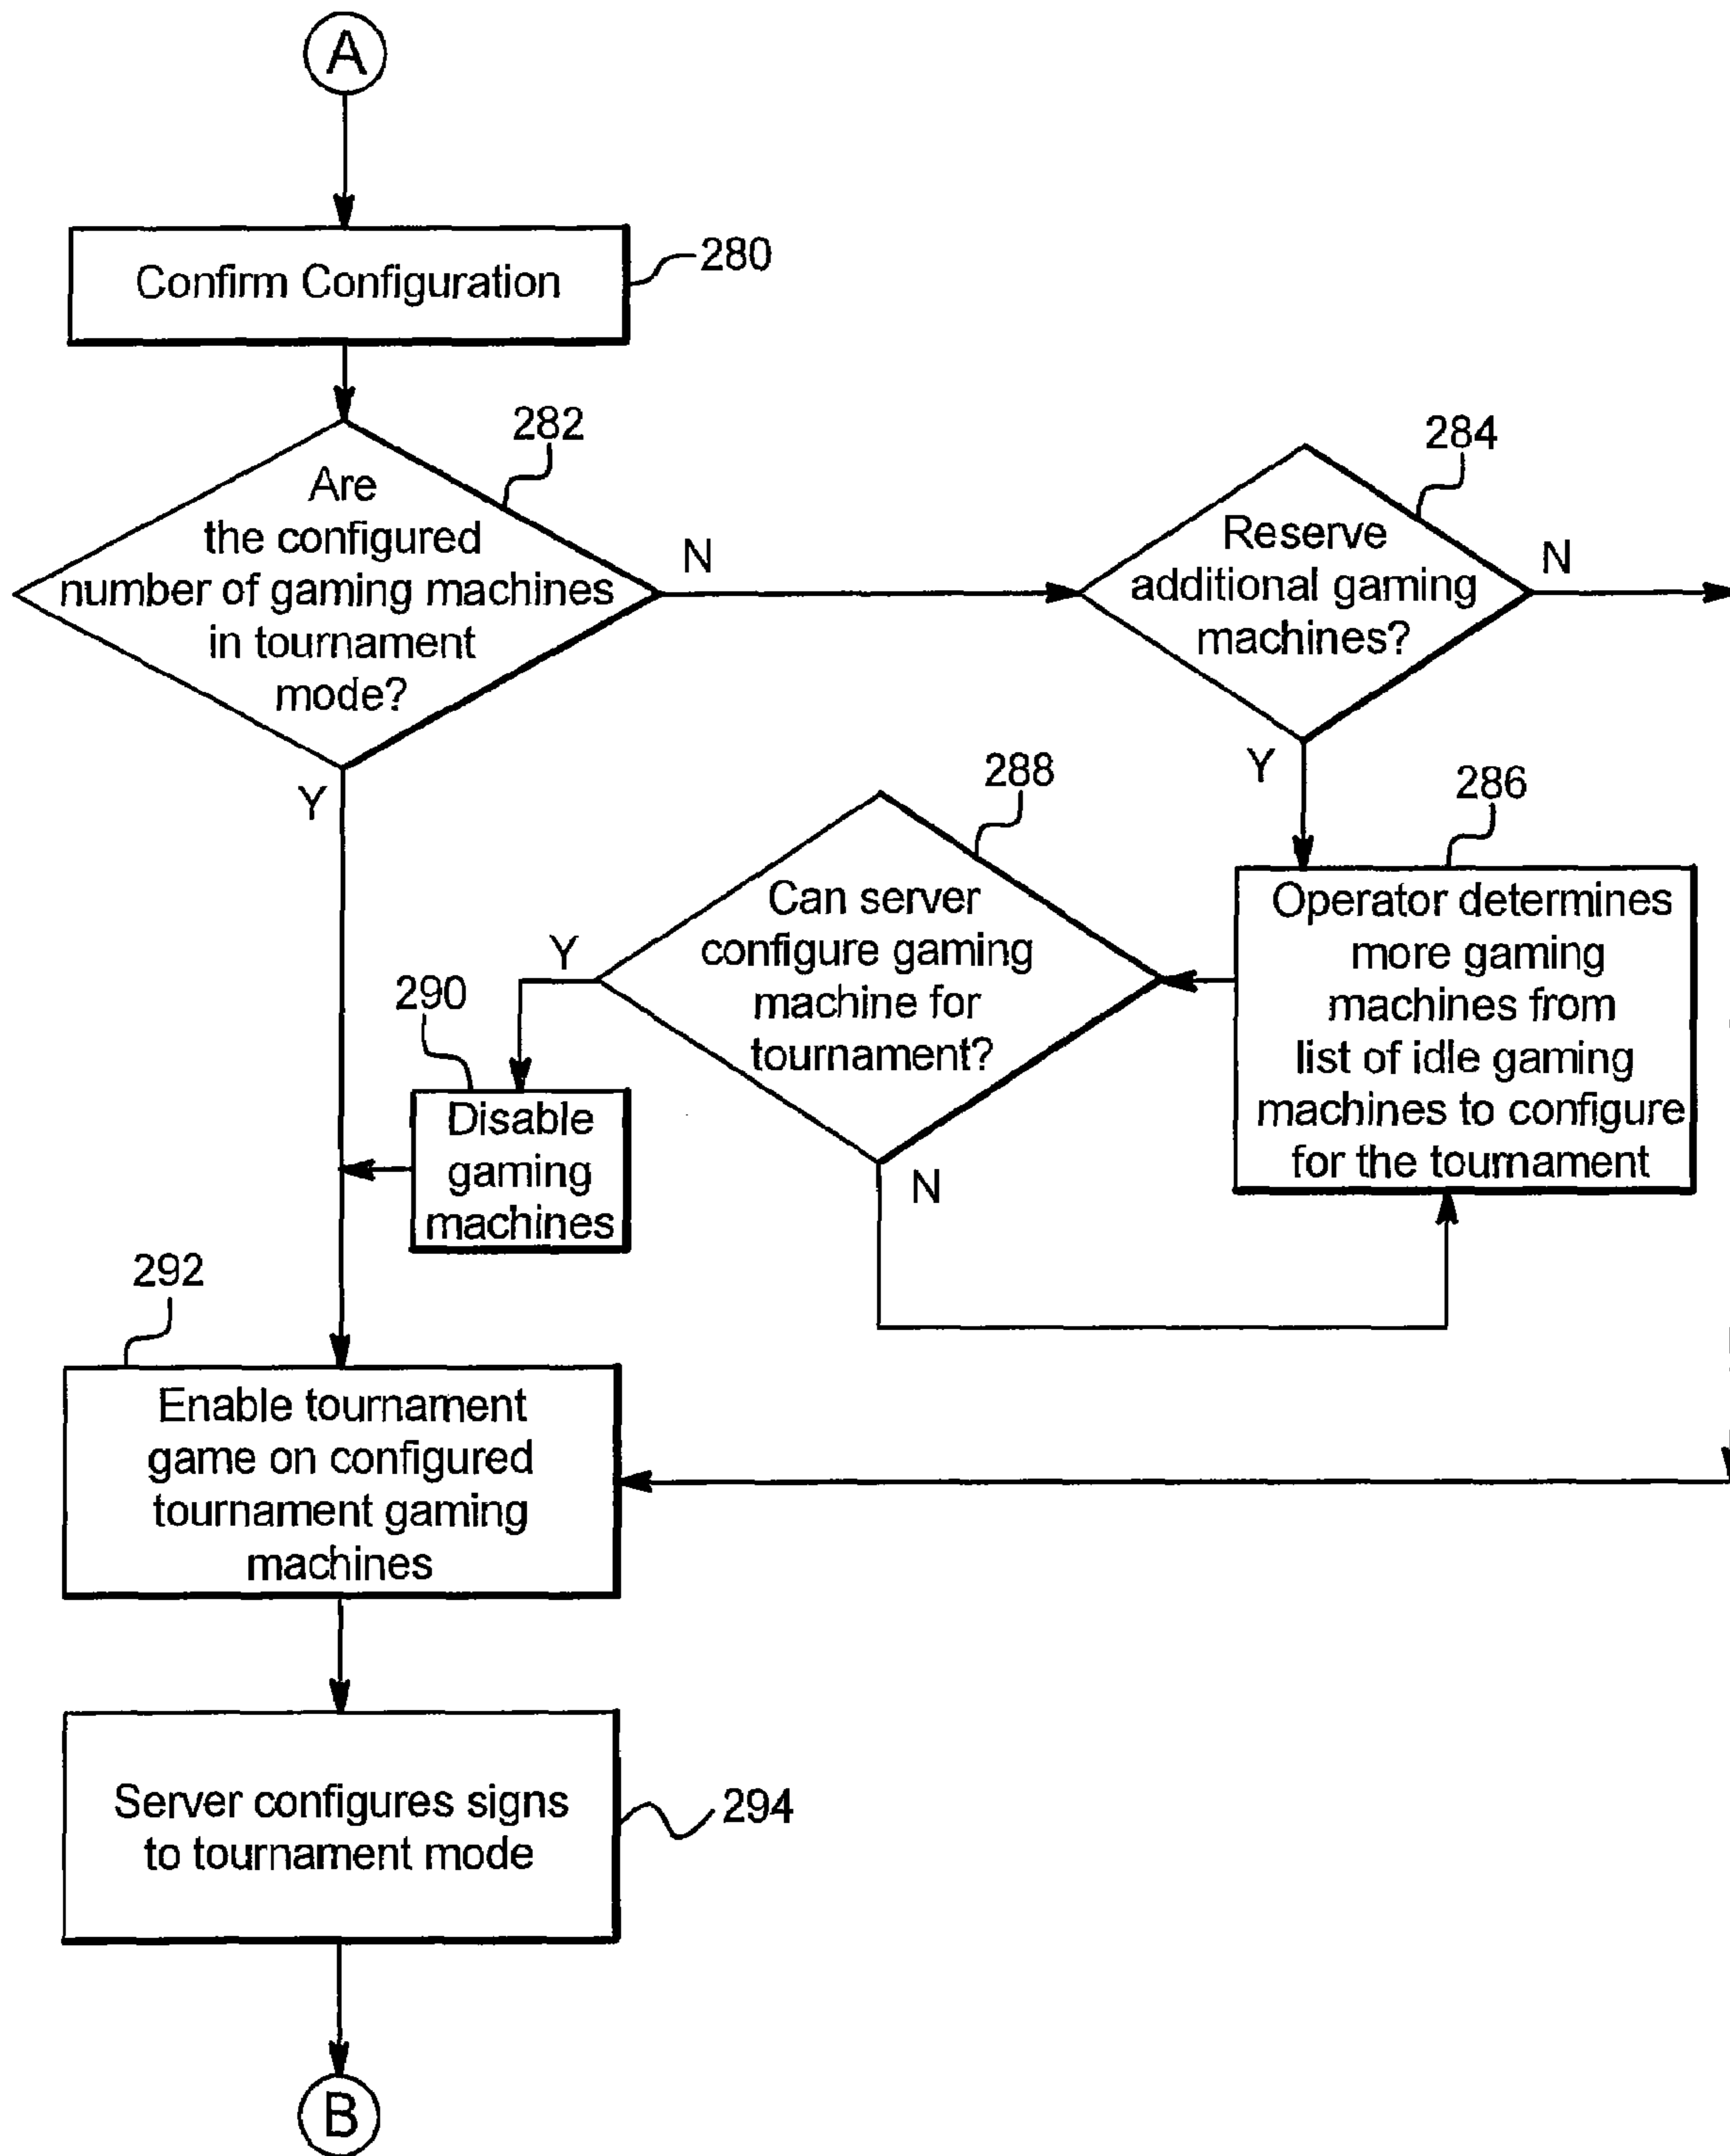 A
Confirm Configuration
280
282
Are
the configured
number of gaming machines
in tournament
mode?
N
Y
284
Reserve
additional gaming
machines?
N
Y
286
Operator determines
more gaming
machines from
list of idle gaming
machines to configure
for the tournament
288
Can server
configure gaming
machine for
tournament?
Y
N
290
Disable
gaming
machines
292
Enable tournament
game on configured
tournament gaming
machines
Server configures signs
to tournament mode
294
B